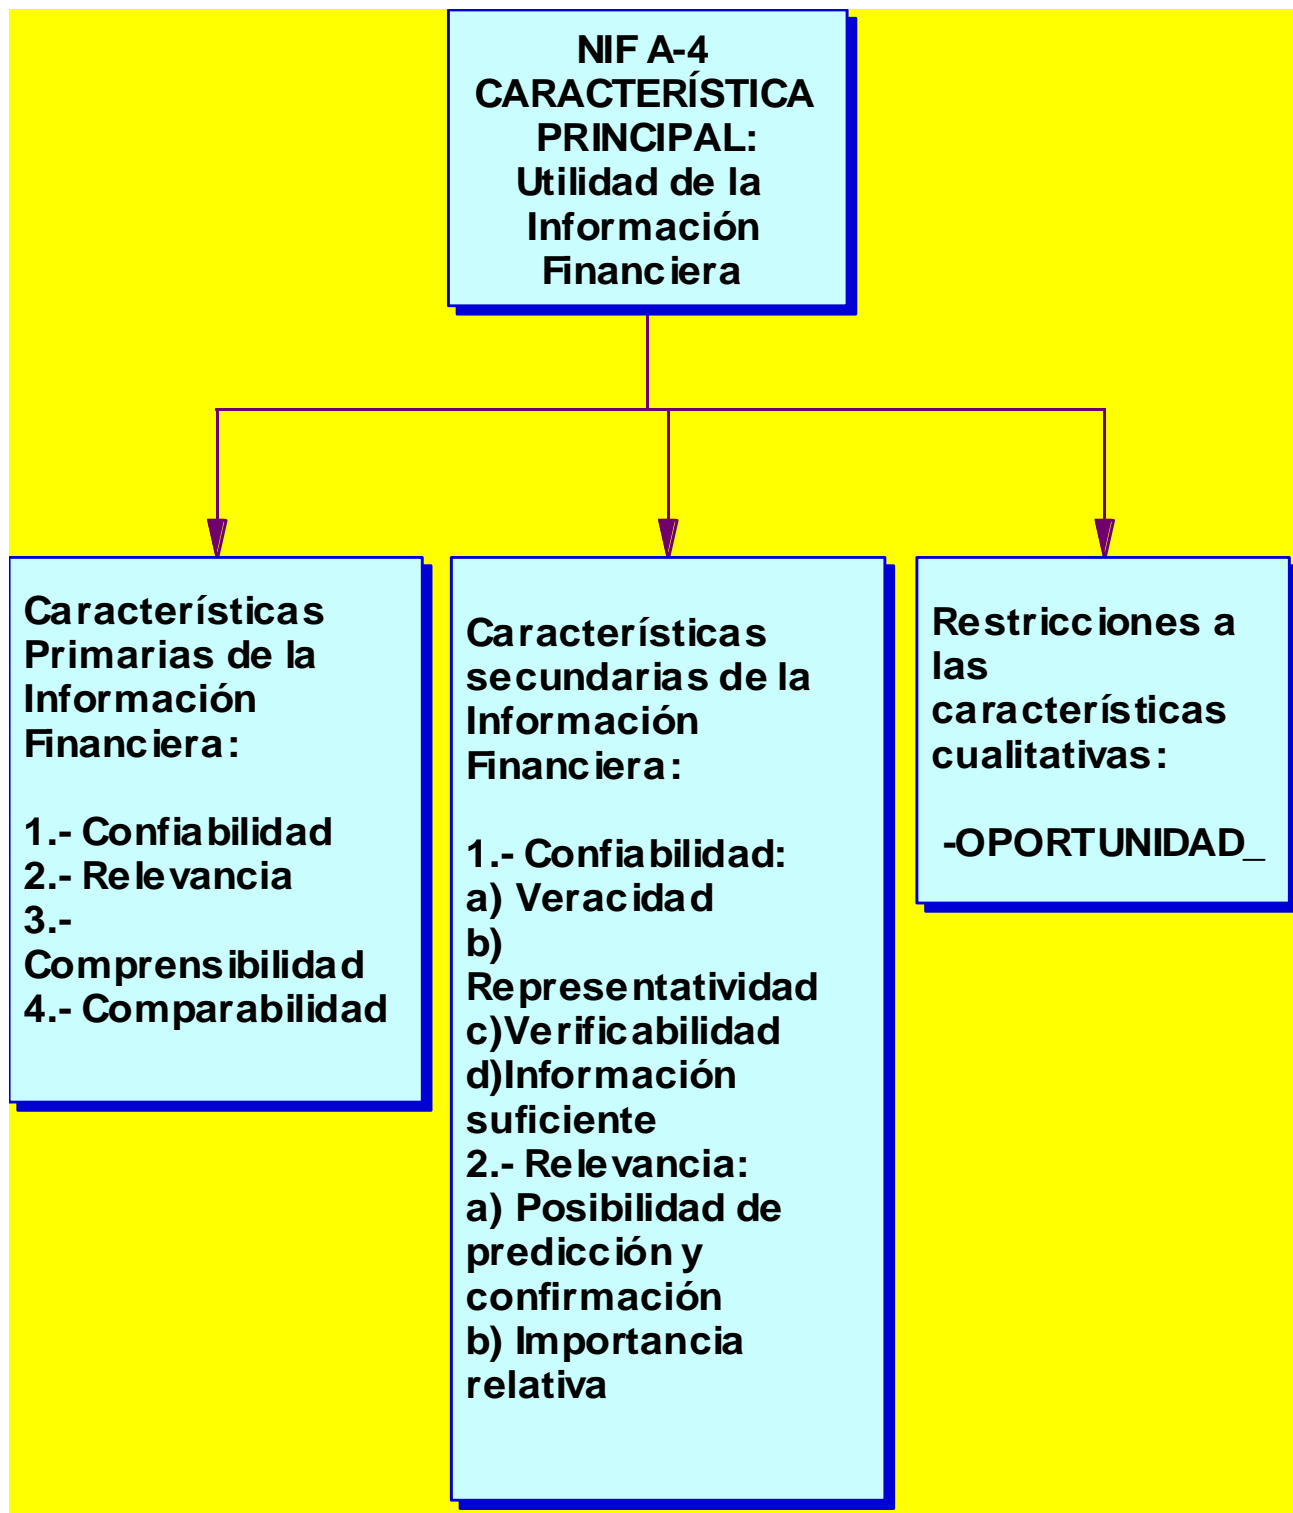 NIF A-4
CARACTERÍSTICA
PRINCIPAL:
Utilidad de la
Información
Financiera
Características
Primarias de la
Información
Financiera:
1.- Confiabilidad
2.- Relevancia
3.-
Comprensibilidad
4.- Comparabilidad
Características
secundarias de la
Información
Financiera:
1.- Confiabilidad:
a) Veracidad
b)
Representatividad
c)Verificabilidad
d)Información
suficiente
2.- Relevancia:
a) Posibilidad de
predicción y
confirmación
b) Importancia
relativa
Restricciones a
las
características
cualitativas:
-OPORTUNIDAD_